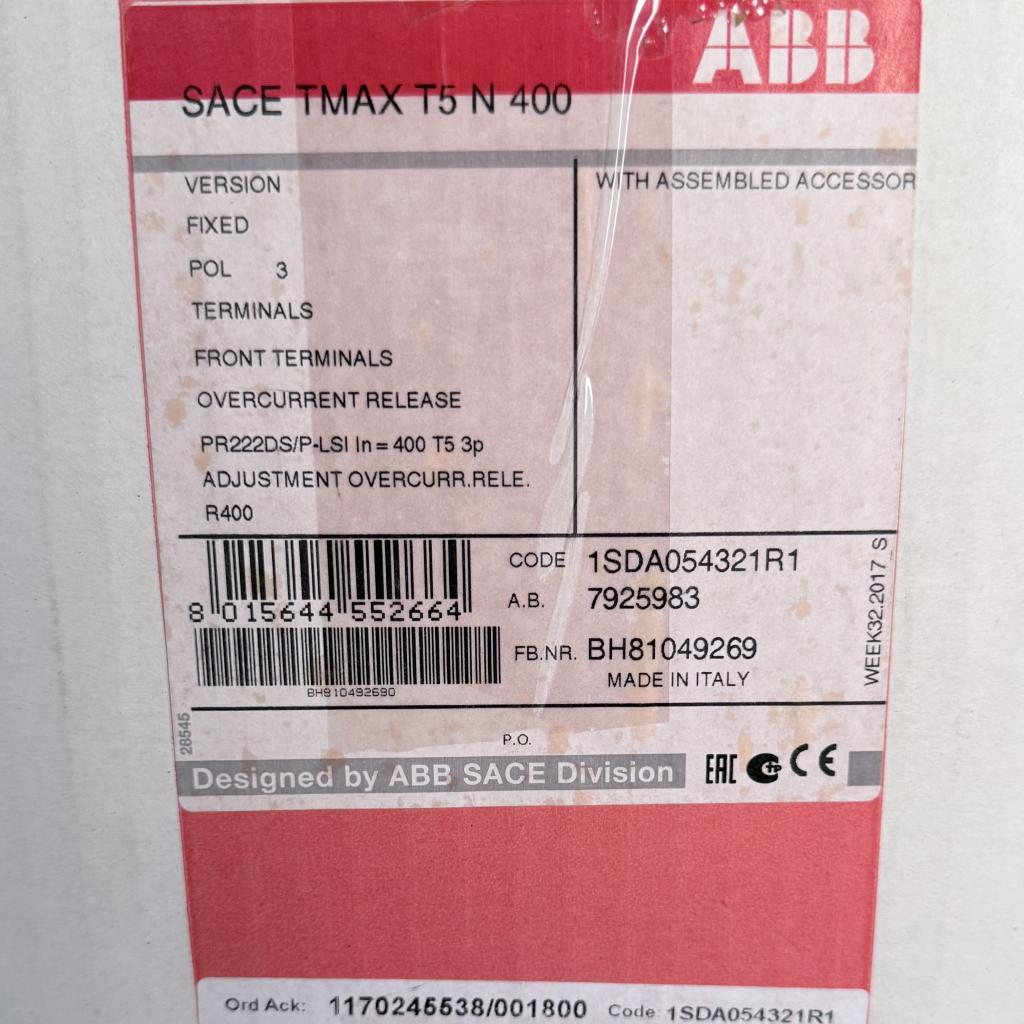 ABB
SACE TMAX T5 N 400
VERSION
FIXED
POL 3
TERMINALS
FRONT TERMINALS
OVERCURRENT RELEASE
PR222DS/P-LSI In = 400 T5 3p
ADJUSTMENT OVERCURR.RELE.
R400
WITH ASSEMBLED ACCESSOR
8 015644 552664
BH810492690
CODE 1SDA054321R1
A.B. 7925983
FB.NR. BH81049269
MADE IN ITALY
WEEK32.2017_S
28545
P.O.
Designed by ABB SACE Division
EAC CE
Ord Ack: 1170245538/001800 Code: 1SDA054321R1